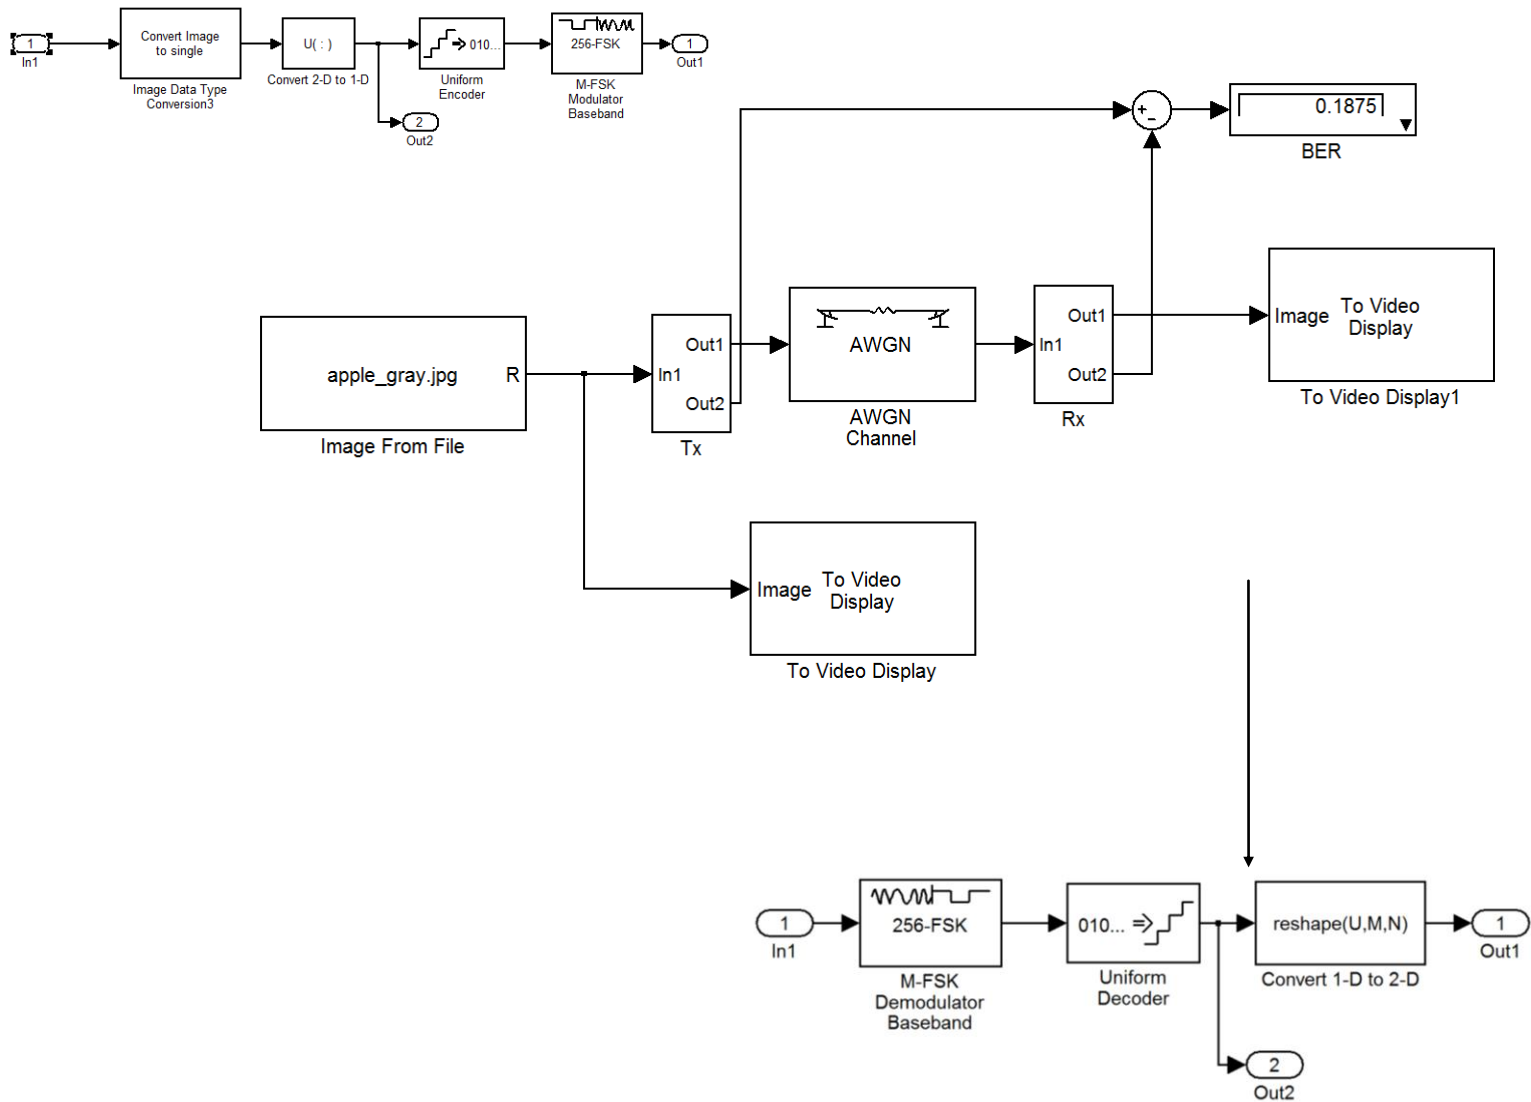 1
In1
Convert Image
to single
Image Data Type
Conversion3
U( : )
Convert 2-D to 1-D
2
Out2
010...
Uniform
Encoder
256-FSK
M-FSK
Modulator
Baseband
1
Out1
+
-
0.1875
BER
apple_gray.jpg
R
Image From File
In1
Out1
Out2
Tx
AWGN
AWGN
Channel
In1
Out1
Out2
Rx
Image
To Video
Display
To Video Display1
Image
To Video
Display
To Video Display
1
In1
256-FSK
M-FSK
Demodulator
Baseband
010...
Uniform
Decoder
reshape(U,M,N)
Convert 1-D to 2-D
1
Out1
2
Out2